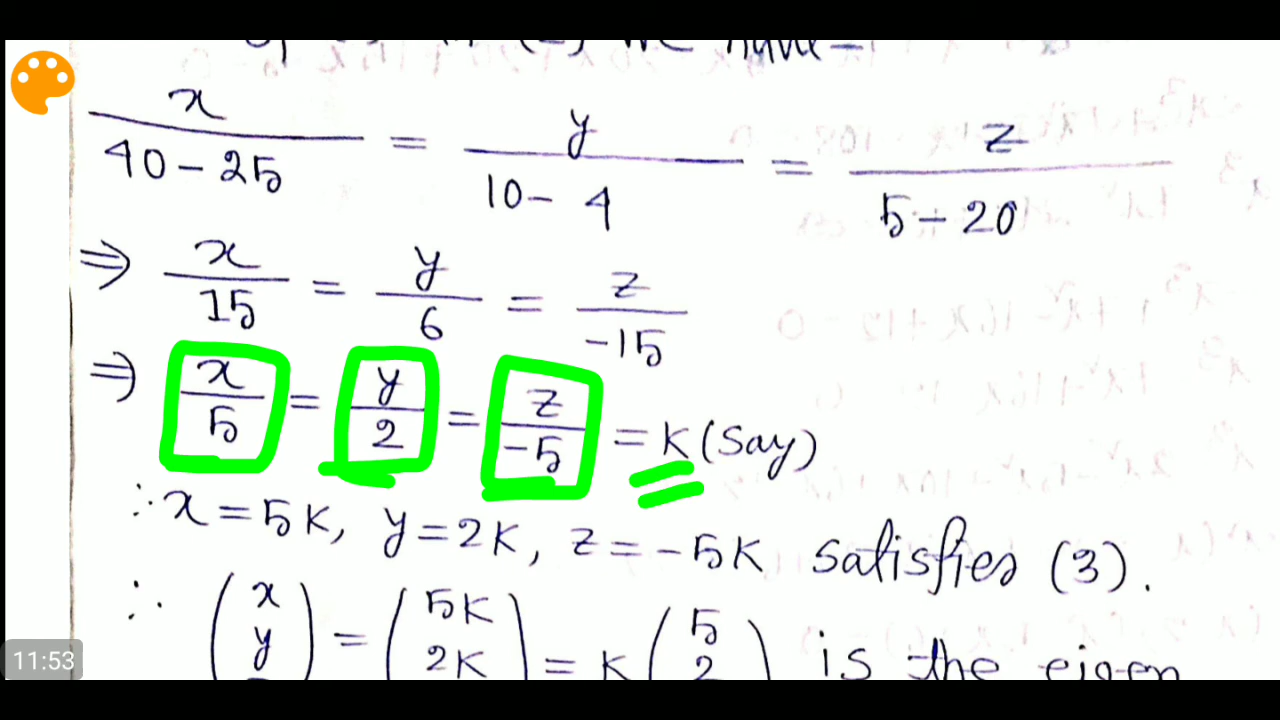 x/(40-25) = y/(10-4) = z/(5-20)
⇒ x/15 = y/6 = z/-15
⇒ x/5 = y/2 = z/-5 = K (Say)
∴ x = 5K, y = 2K, z = -5K satisfies (3).
∴ (x y = (5K 2K = K (5 2 is the eigen
11:53